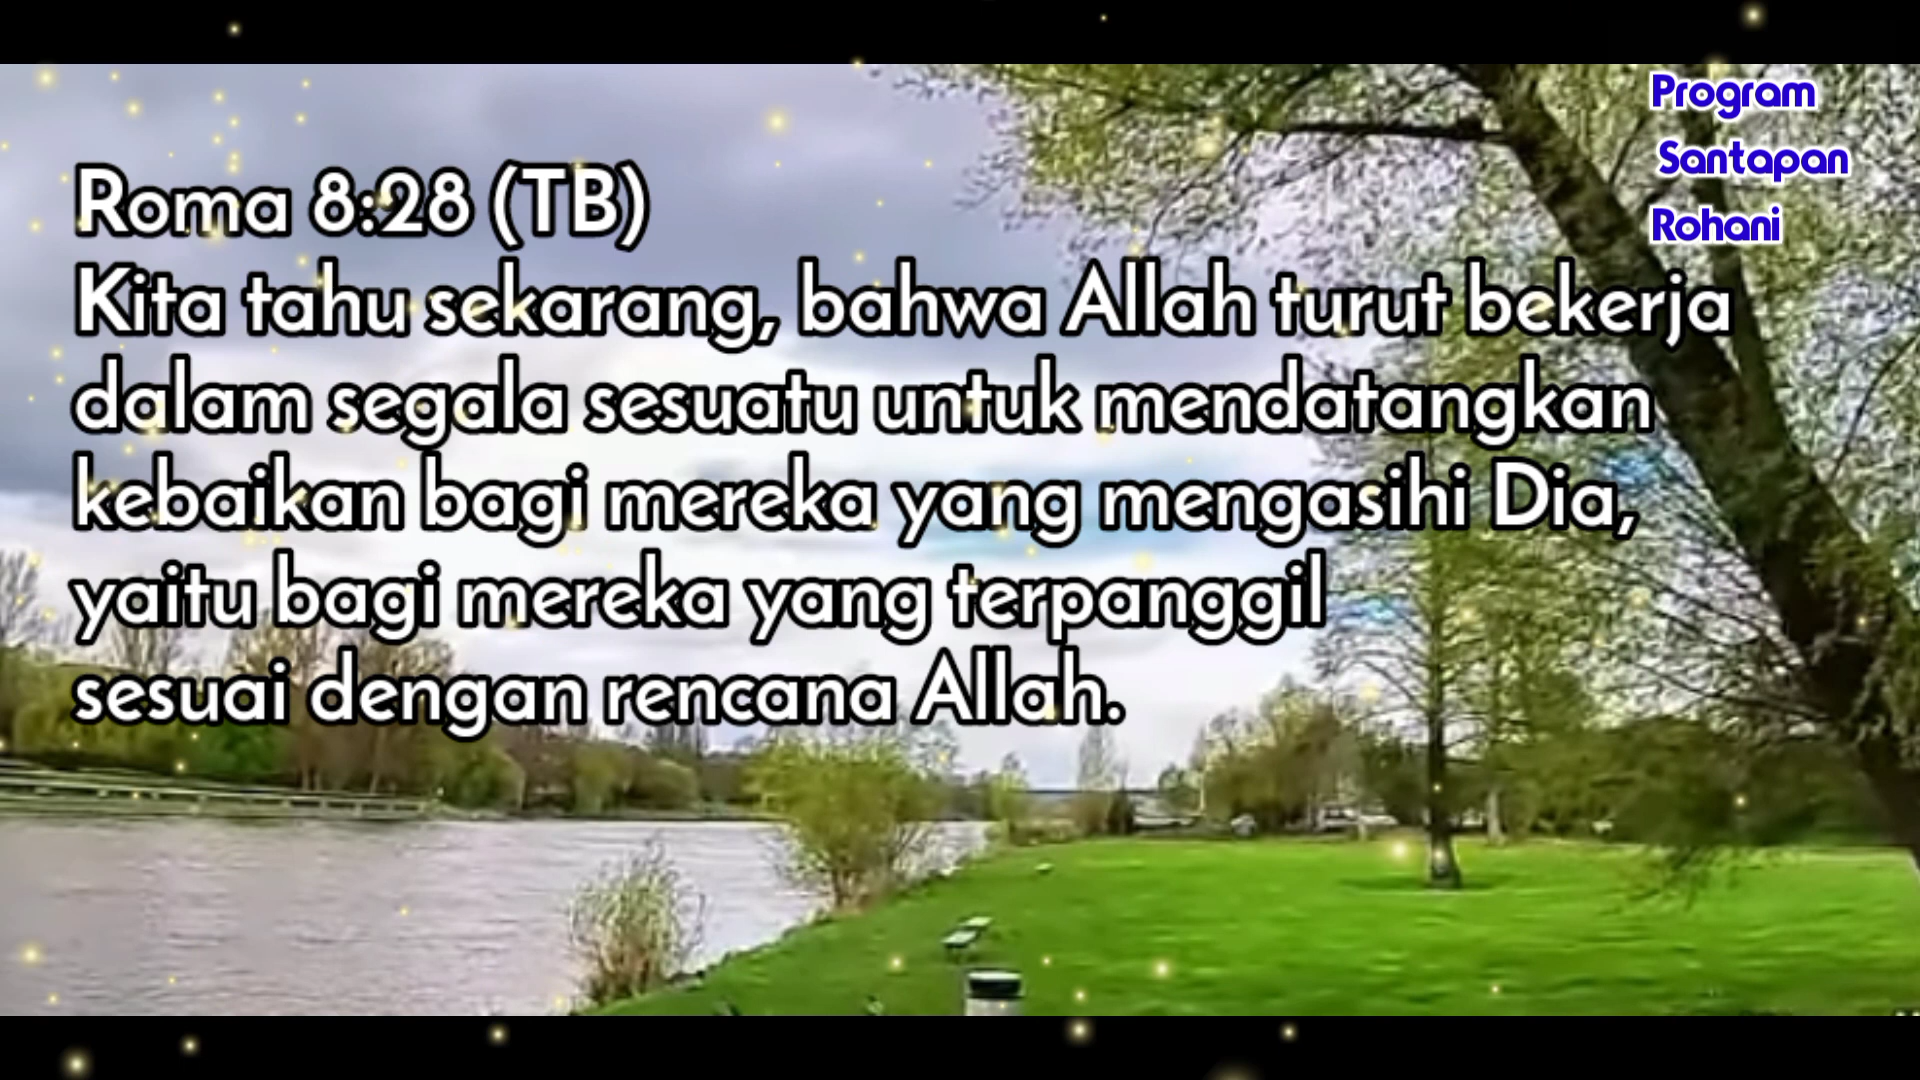 Program
Santapan
Rohani
Roma 8:28 (TB)
Kita tahu sekarang, bahwa Allah turut bekerja
dalam segala sesuatu untuk mendatangkan
kebaikan bagi mereka yang mengasihi Dia,
yaitu bagi mereka yang terpanggil
sesuai dengan rencana Allah.